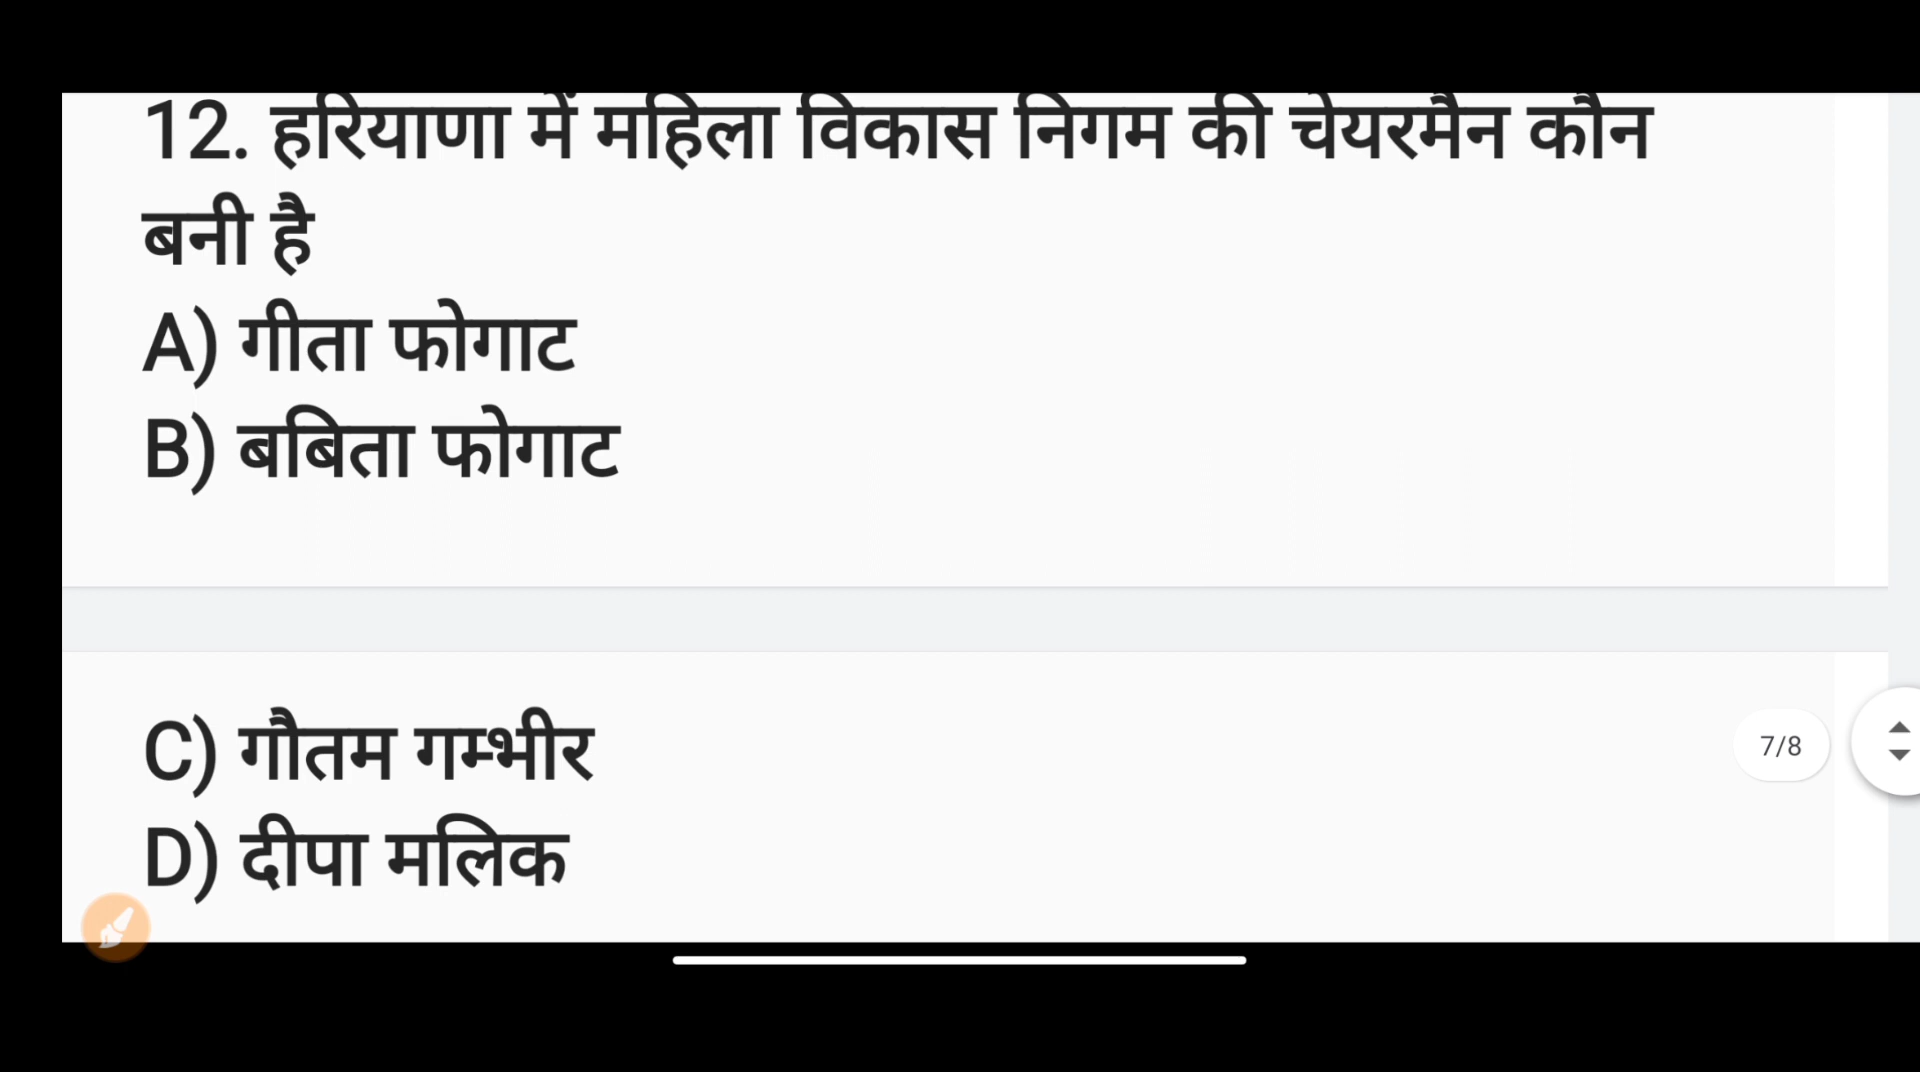 12. हरियाणा में महिला विकास निगम की चेयरमैन कौन
बनी है
A) गीता फोगाट
B) बबिता फोगाट
C) गौतम गम्भीर
7/8
D) दीपा मलिक